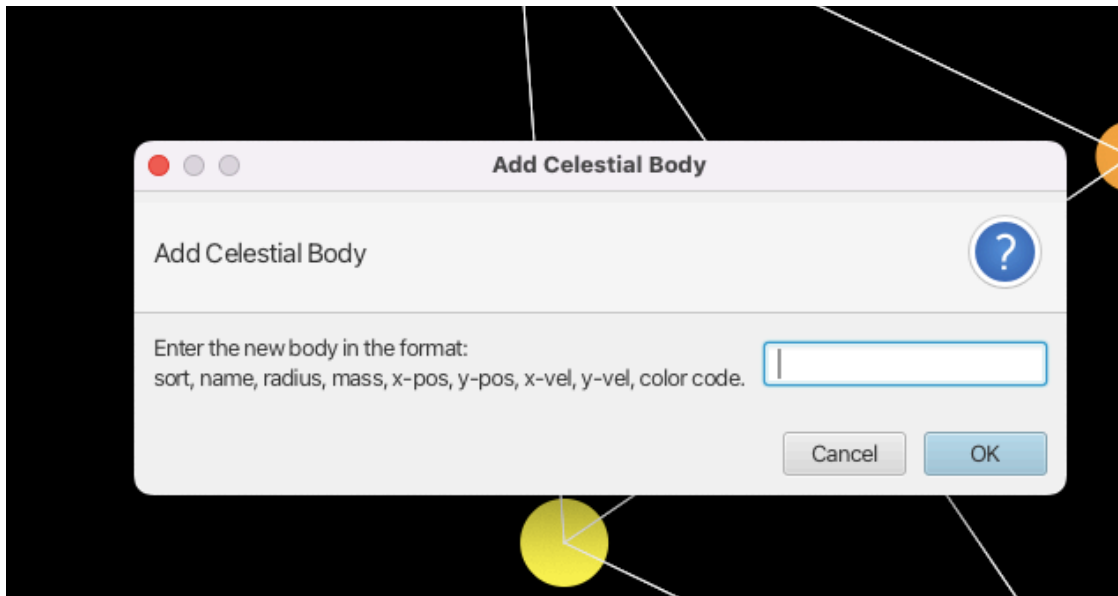 Add Celestial Body
Add Celestial Body
?
Enter the new body in the format:
sort, name, radius, mass, x-pos, y-pos, x-vel, y-vel, color code.
Cancel OK